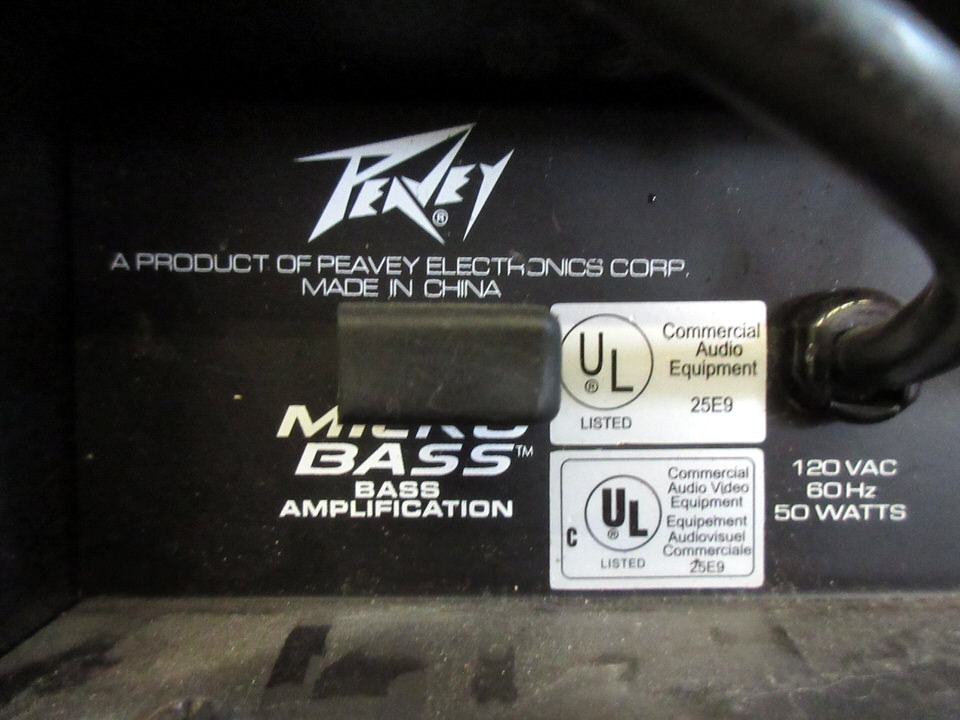 PEAVEY®
A PRODUCT OF PEAVEY ELECTRONICS CORP.
MADE IN CHINA
UL®
LISTED
Commercial
Audio
Equipment
25E9
MICRO
BASS™
BASS
AMPLIFICATION
C UL®
LISTED
Commercial
Audio Video
Equipment
Equipement
Audiovisuel
Commerciale
25E9
120 VAC
60 Hz
50 WATTS